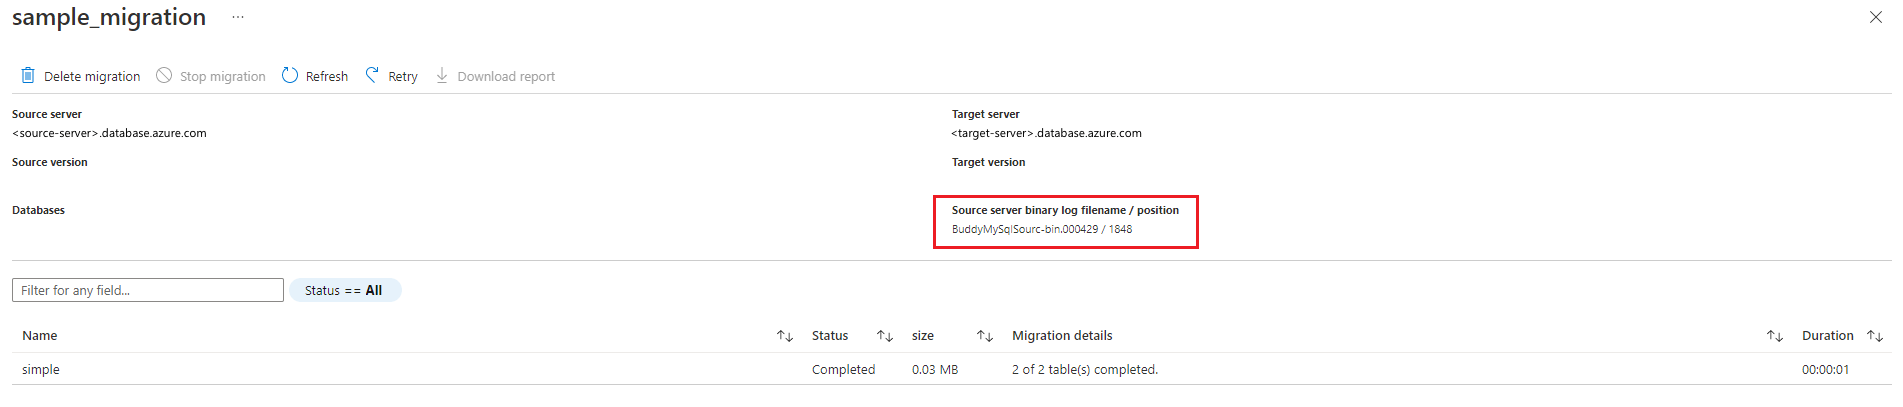 sample_migration ...
Delete migration Stop migration Refresh Retry Download report
Source server Target server
<source-server>.database.azure.com <target-server>.database.azure.com
Source version Target version
Databases Source server binary log filename / position
BuddyMySqlSourc-bin.000429 / 1848
Filter for any field... Status == All
Name Status size Migration details Duration
simple Completed 0.03 MB 2 of 2 table(s) completed. 00:00:01